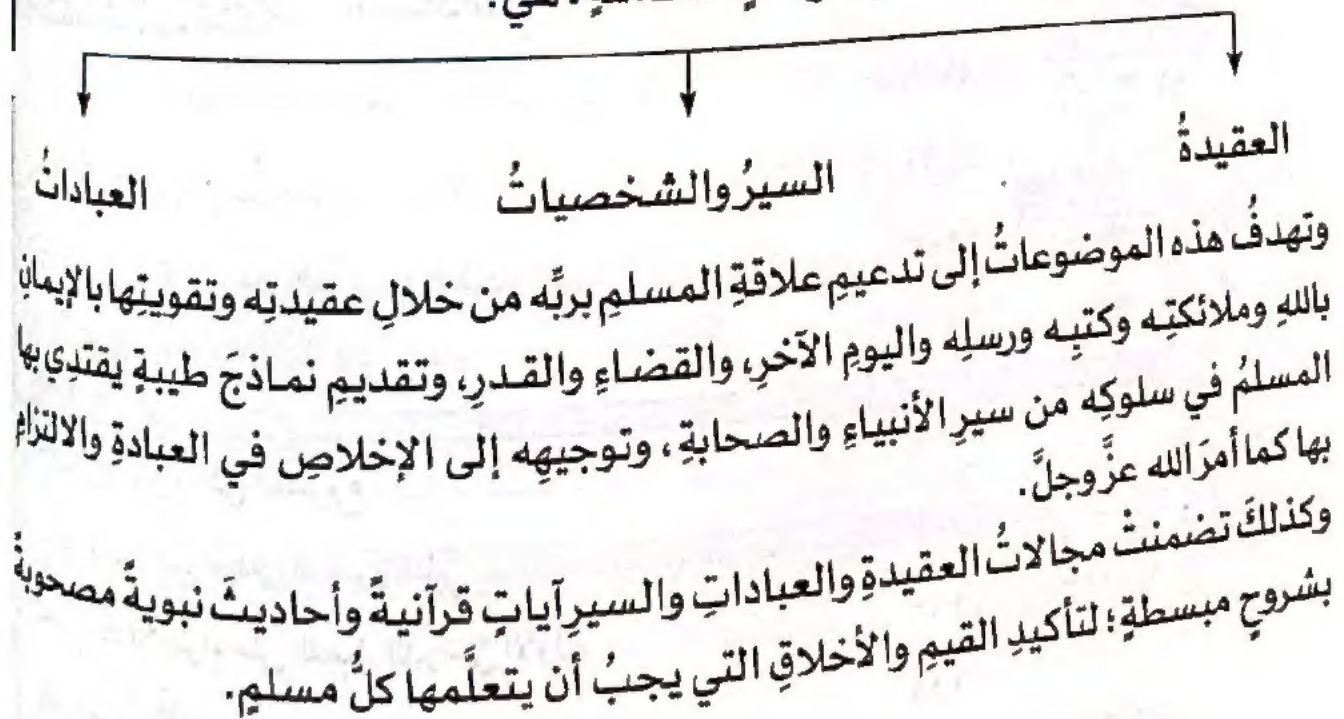 هي:
العقيدةُ
السيرُ والشخصياتُ
العباداتُ
وتهدفُ هذه الموضوعاتُ إلى تدعيمِ علاقةِ المسلمِ بربِّه من خلالِ عقيدتِه وتقويتِها بالإيمانِ
باللهِ وملائكتِه وكتبِه ورسلِه واليومِ الآخرِ، والقضاءِ والقدرِ، وتقديمِ نماذجَ طيبةٍ يقتدِي بها
المسلمُ في سلوكِه من سيرِ الأنبياءِ والصحابةِ، وتوجيهِه إلى الإخلاصِ في العبادةِ والالتزامِ
بها كما أمرَ الله عزَّ وجلَّ.
وكذلكَ تضمنتْ مجالاتُ العقيدةِ والعباداتِ والسيرِ آياتٍ قرآنيةً وأحاديثَ نبويةً مصحوبةً
بشروحٍ مبسطةٍ؛ لتأكيدِ القيمِ والأخلاقِ التي يجبُ أن يتعلَّمها كلُّ مسلمٍ.